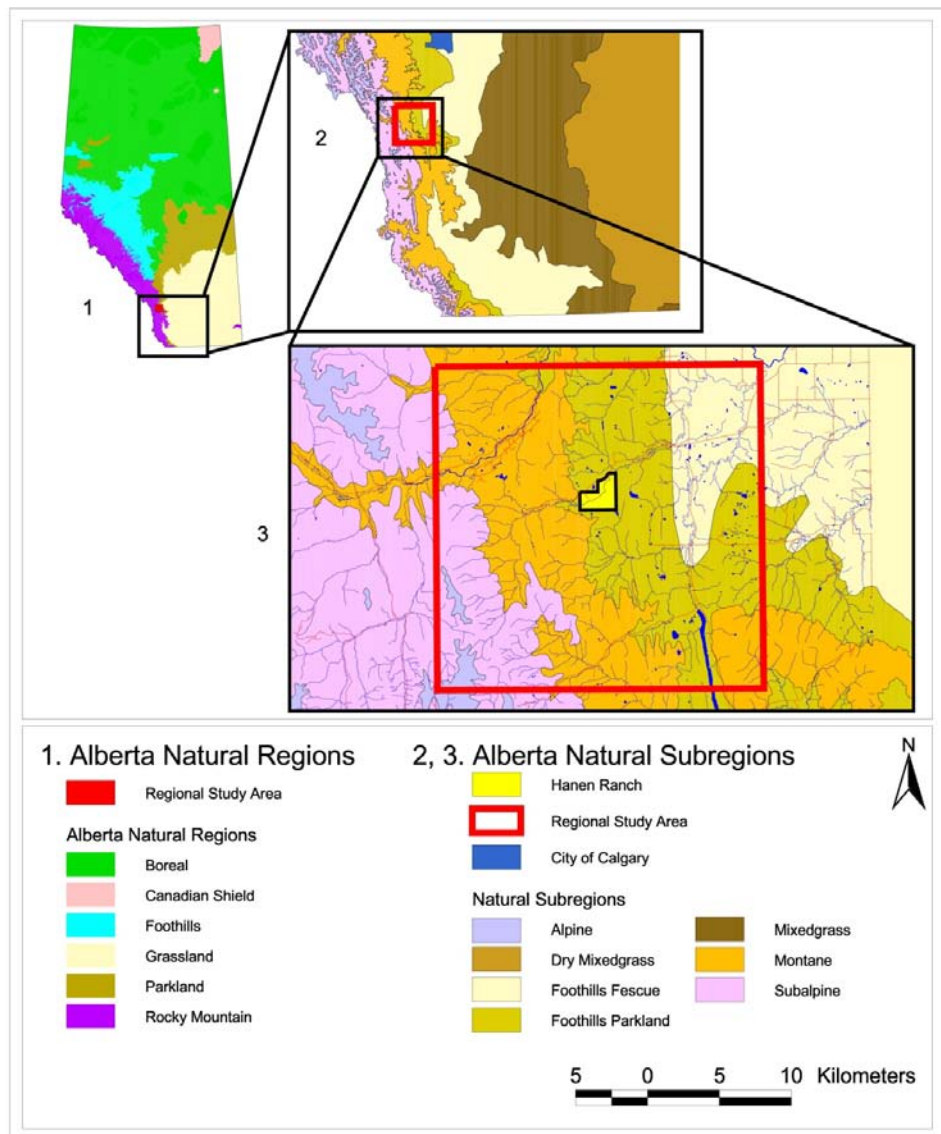 2
1
3
1. Alberta Natural Regions
Regional Study Area
Alberta Natural Regions
Boreal
Canadian Shield
Foothills
Grassland
Parkland
Rocky Mountain
2, 3. Alberta Natural Subregions
Hanen Ranch
Regional Study Area
City of Calgary
Natural Subregions
Alpine
Dry Mixedgrass
Foothills Fescue
Foothills Parkland
Mixedgrass
Montane
Subalpine
N
5 0 5 10 Kilometers